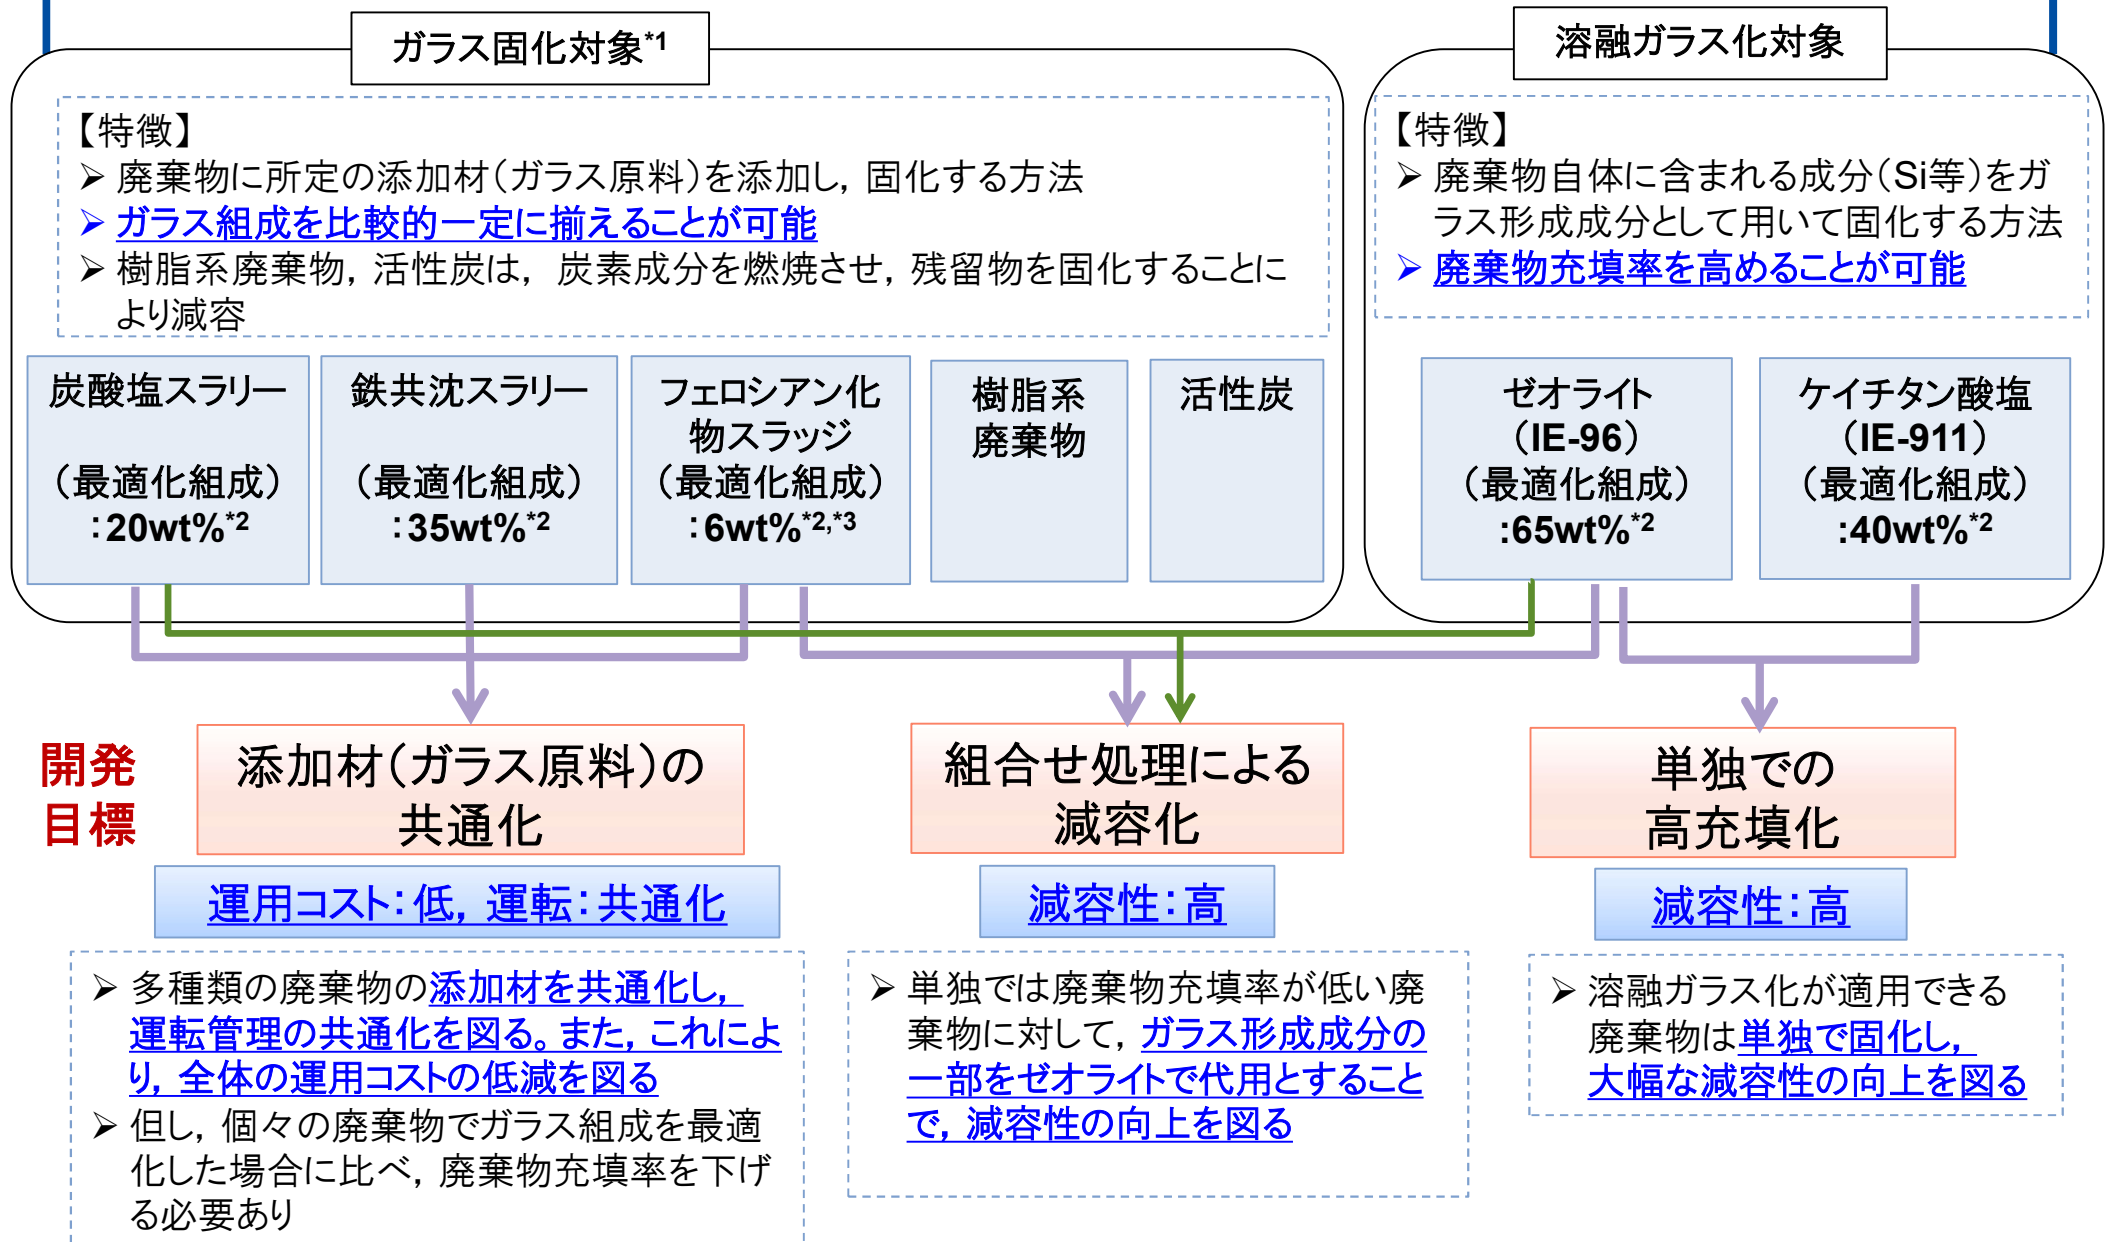 ガラス固化対象*1
【特徴】
➢ 廃棄物に所定の添加材（ガラス原料）を添加し，固化する方法
➢ ガラス組成を比較的一定に揃えることが可能
➢ 樹脂系廃棄物，活性炭は， 炭素成分を燃焼させ，残留物を固化することに
より減容
炭酸塩スラリー
（最適化組成）
：20wt%*2
鉄共沈スラリー
（最適化組成）
：35wt%*2
フェロシアン化
物スラッジ
（最適化組成）
：6wt%*2,*3
樹脂系
廃棄物
活性炭
溶融ガラス化対象
【特徴】
➢ 廃棄物自体に含まれる成分（Si等）をガ
ラス形成成分として用いて固化する方法
➢ 廃棄物充填率を高めることが可能
ゼオライト
（IE-96）
（最適化組成）
:65wt%*2
ケイチタン酸塩
（IE-911）
（最適化組成）
:40wt%*2
開発
目標
添加材（ガラス原料）の
共通化
運用コスト：低，運転：共通化
➢ 多種類の廃棄物の添加材を共通化し，
運転管理の共通化を図る。また，これによ
り，全体の運用コストの低減を図る
➢ 但し，個々の廃棄物でガラス組成を最適
化した場合に比べ，廃棄物充填率を下げ
る必要あり
組合せ処理による
減容化
減容性：高
➢ 単独では廃棄物充填率が低い廃
棄物に対して，ガラス形成成分の
一部をゼオライトで代用とすること
で，減容性の向上を図る
単独での
高充填化
減容性：高
➢ 溶融ガラス化が適用できる
廃棄物は単独で固化し，
大幅な減容性の向上を図る